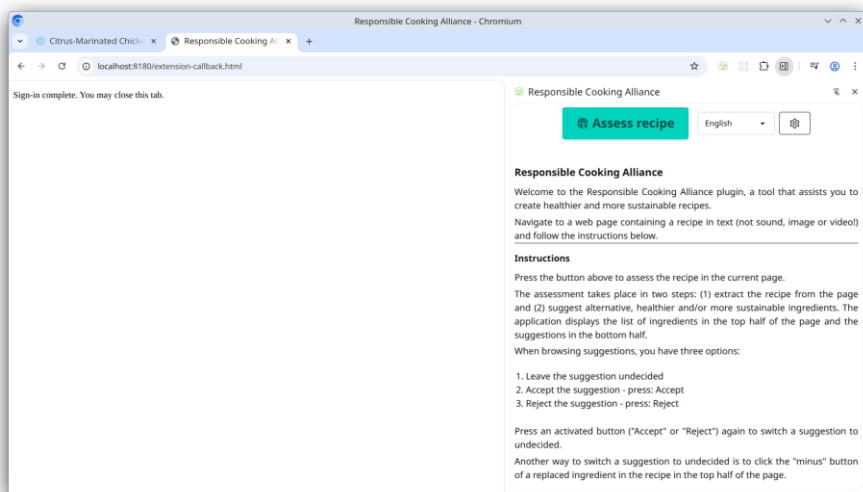 Responsible Cooking Alliance - Chromium
Citrus-Marinated Chick
Responsible Cooking Al
localhost:8180/extension-callback.html
Sign-in complete. You may close this tab.
Responsible Cooking Alliance
Assess recipe
English
Responsible Cooking Alliance
Welcome to the Responsible Cooking Alliance plugin, a tool that assists you to
create healthier and more sustainable recipes.
Navigate to a web page containing a recipe in text (not sound, image or video!)
and follow the instructions below.
Instructions
Press the button above to assess the recipe in the current page.
The assessment takes place in two steps: (1) extract the recipe from the page
and (2) suggest alternative, healthier and/or more sustainable ingredients. The
application displays the list of ingredients in the top half of the page and the
suggestions in the bottom half.
When browsing suggestions, you have three options:
1. Leave the suggestion undecided
2. Accept the suggestion - press: Accept
3. Reject the suggestion - press: Reject
Press an activated button ("Accept" or "Reject") again to switch a suggestion to
undecided.
Another way to switch a suggestion to undecided is to click the "minus" button
of a replaced ingredient in the recipe in the top half of the page.